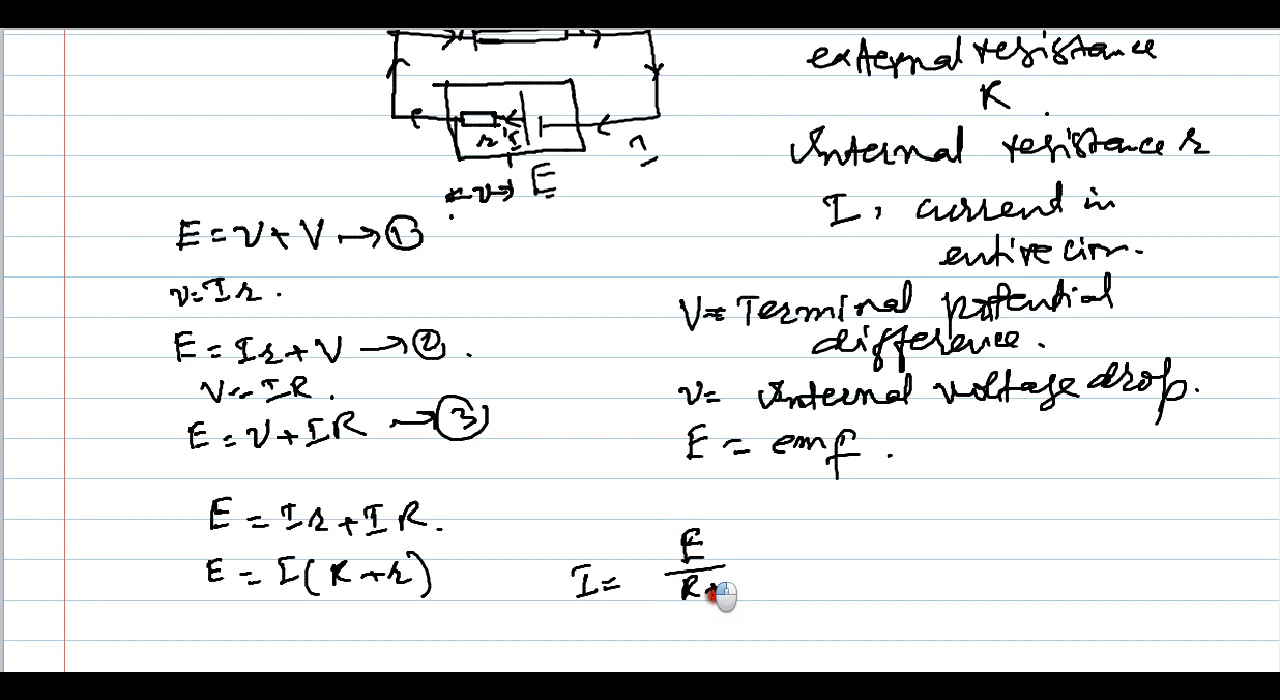 external resistance
R.
Internal resistance r
r I
I
v
E
I, current in
entire cirr.
E = v + V → ①
v = Ir.
V = Terminal potential
difference.
E = Ir + V → ②.
V = IR.
v = Internal voltage drop.
E = v + IR → ③
E = emf.
E = Ir + IR.
E = I(R + r)
I = E
R+